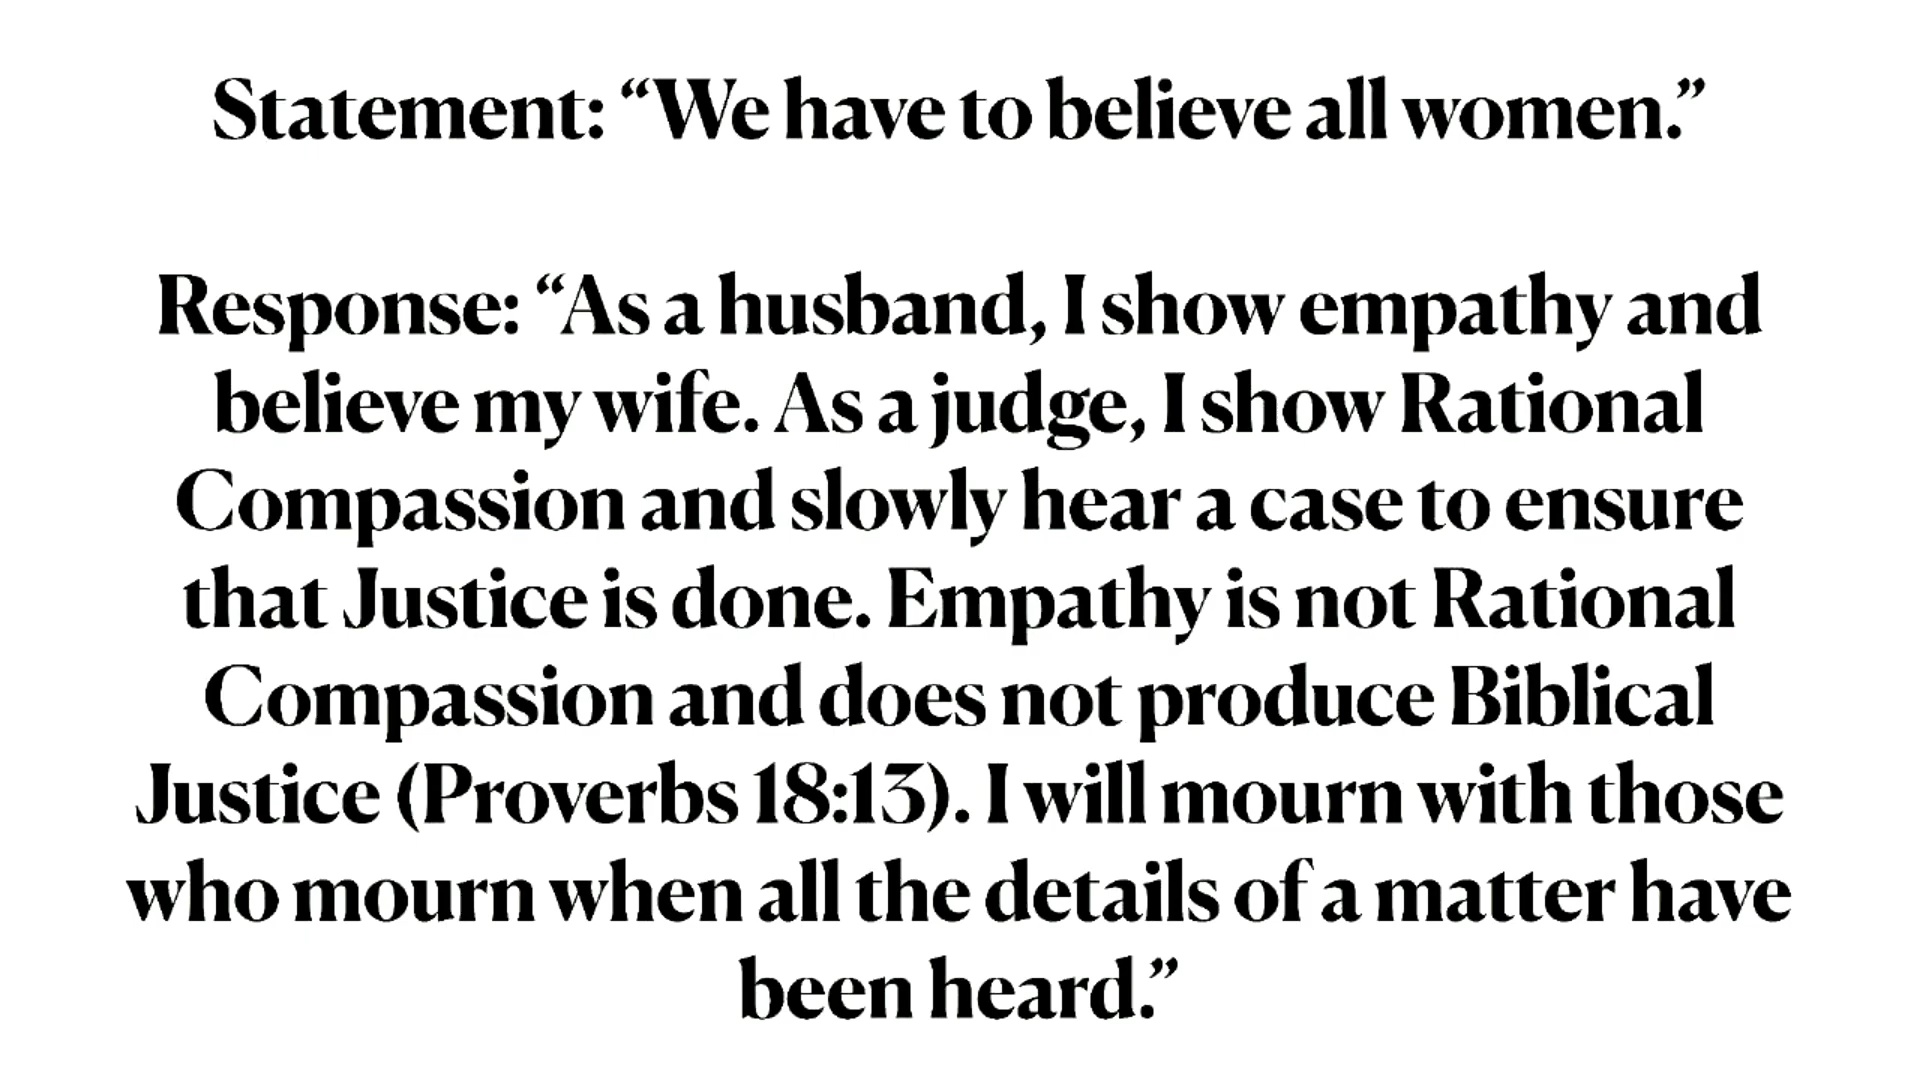 Statement: “We have to believe all women.”
Response: “As a husband, I show empathy and
believe my wife. As a judge, I show Rational
Compassion and slowly hear a case to ensure
that Justice is done. Empathy is not Rational
Compassion and does not produce Biblical
Justice (Proverbs 18:13). I will mourn with those
who mourn when all the details of a matter have
been heard.”